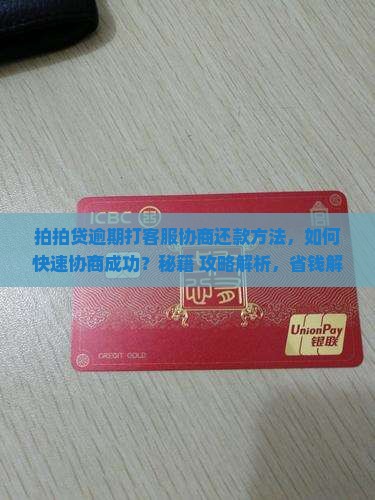 ICBC
拍拍贷逾期打客服协商还款方法，如何
快速协商成功？秘籍 攻略解析，省钱解
UnionPay
银联
CREDIT GOLD